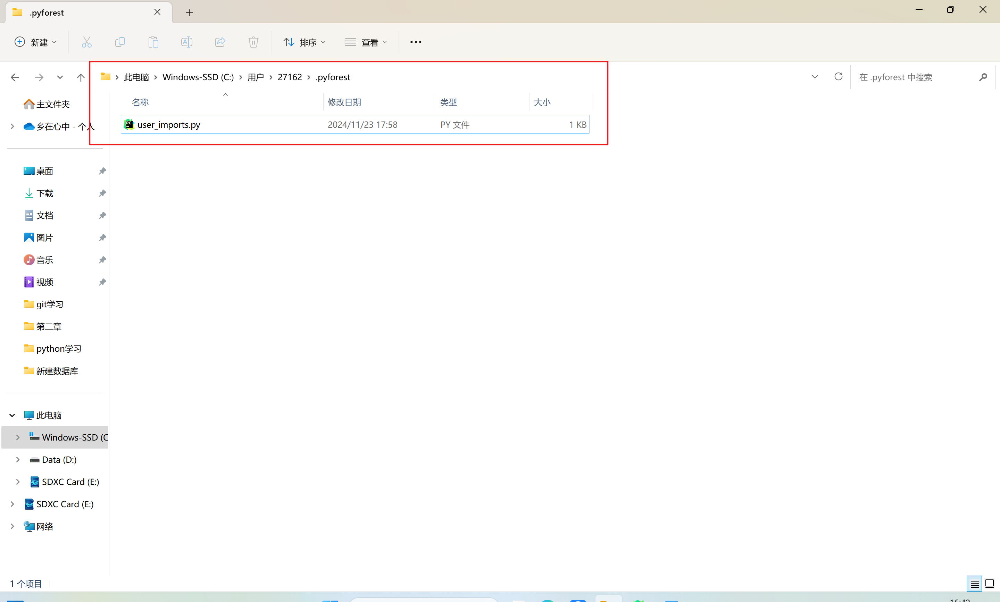 .pyforest
新建
排序
查看
此电脑 Windows-SSD (C:) 用户 27162 .pyforest
在 .pyforest 中搜索
名称 修改日期 类型 大小
user_imports.py 2024/11/23 17:58 PY 文件 1 KB
主文件夹
乡在心中 - 个人
桌面
下载
文档
图片
音乐
视频
git学习
第二章
python学习
新建数据库
此电脑
Windows-SSD (C
Data (D:)
SDXC Card (E:)
SDXC Card (E:)
网络
1 个项目